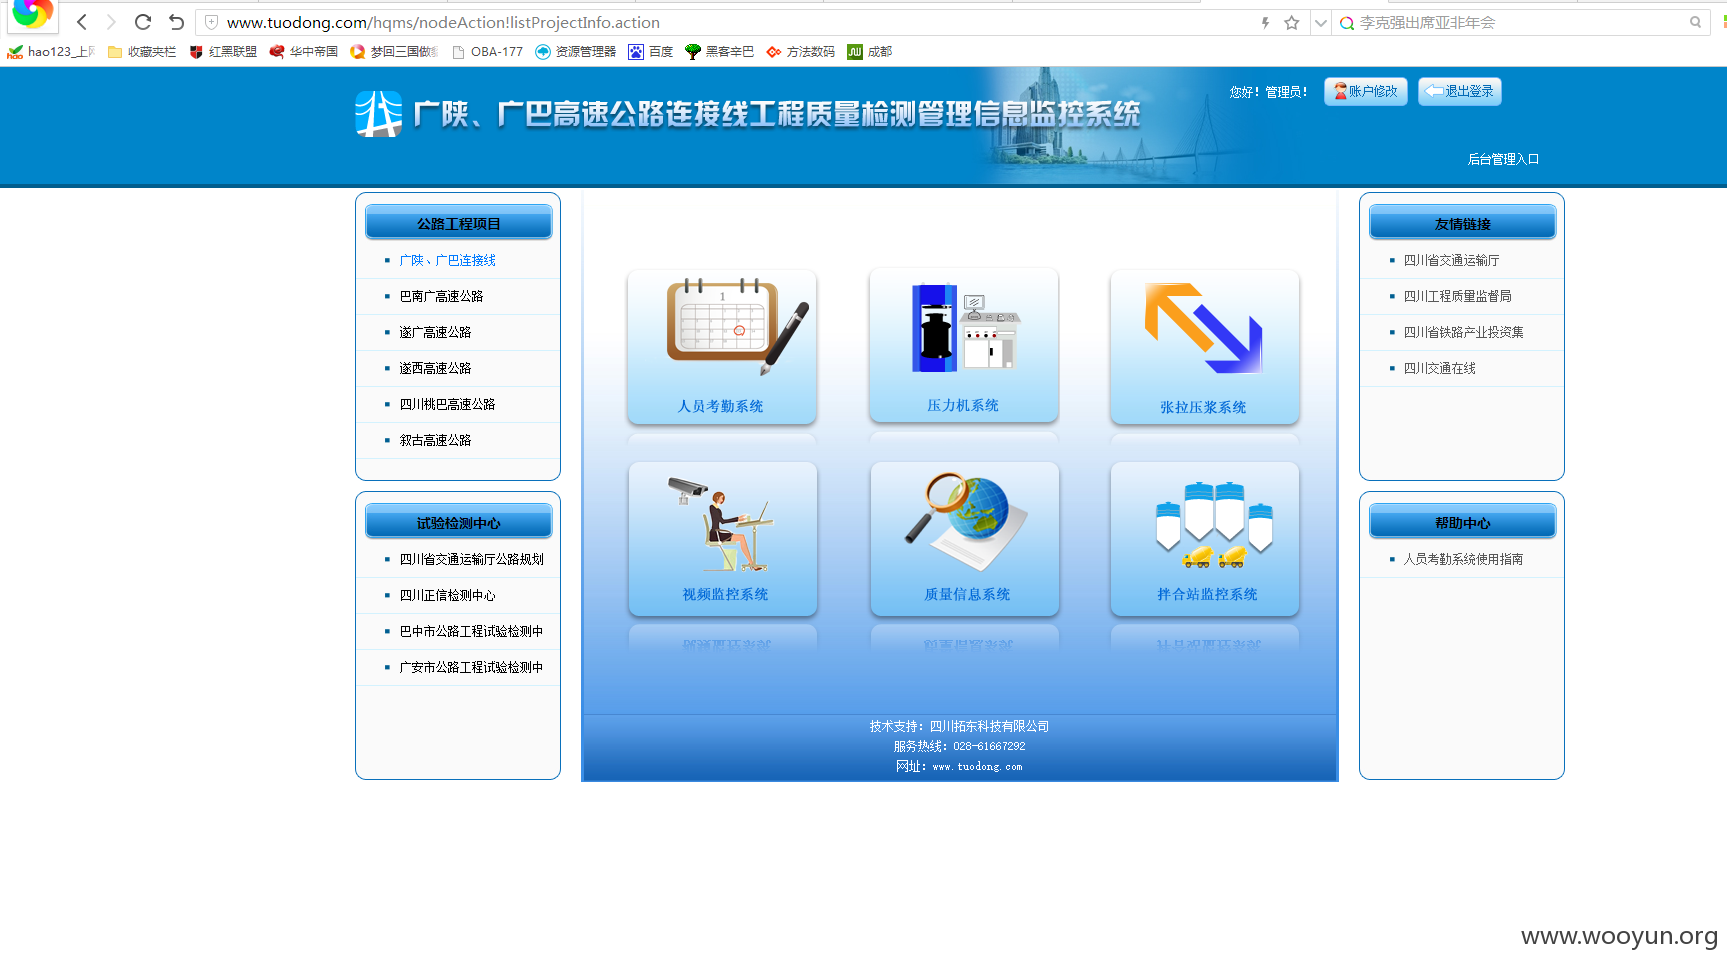 www.tuodong.com/hqms/nodeAction!listProjectInfo.action
李克强出席亚非年会
hao123_上网
收藏夹栏
红黑联盟
华中帝国
梦回三国做
OBA-177
资源管理器
百度
黑客辛巴
方法数码
成都
广陕、广巴高速公路连接线工程质量检测管理信息监控系统
您好！管理员！
账户修改
退出登录
后台管理入口
公路工程项目
广陕、广巴连接线
巴南广高速公路
遂广高速公路
遂西高速公路
四川桃巴高速公路
叙古高速公路
试验检测中心
四川省交通运输厅公路规划
四川正信检测中心
巴中市公路工程试验检测中
广安市公路工程试验检测中
1
人员考勤系统
压力机系统
张拉压浆系统
视频监控系统
质量信息系统
拌合站监控系统
技术支持：四川拓东科技有限公司
服务热线：028-61667292
网址：www.tuodong.com
友情链接
四川省交通运输厅
四川工程质量监督局
四川省铁路产业投资集
四川交通在线
帮助中心
人员考勤系统使用指南
www.wooyun.org